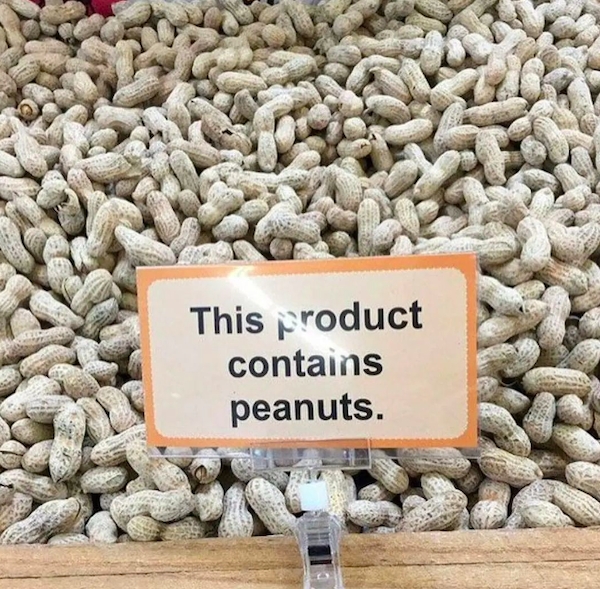 This product
contains
peanuts.